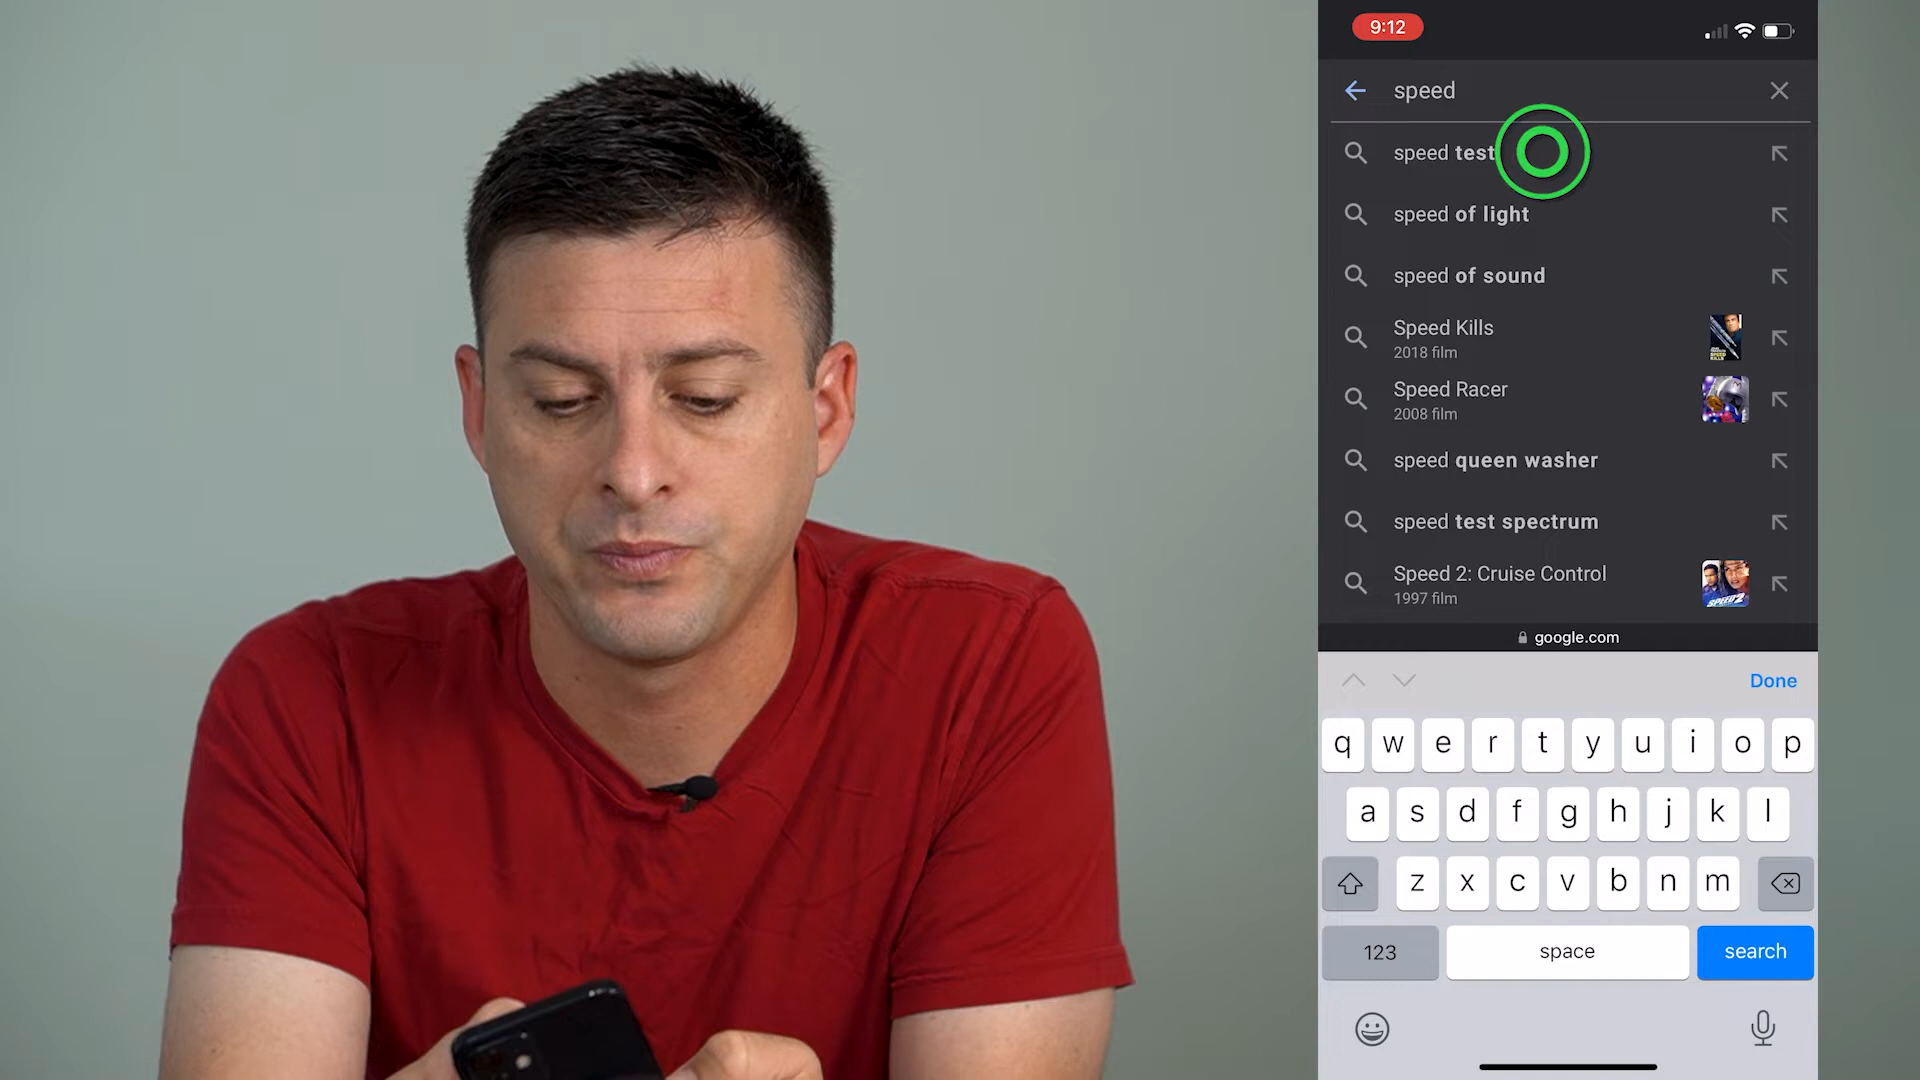 9:12
speed
speed test
speed of light
speed of sound
Speed Kills
2018 film
Speed Racer
2008 film
speed queen washer
speed test spectrum
Speed 2: Cruise Control
1997 film
google.com
Done
q w e r t y u i o p
a s d f g h j k l
z x c v b n m
123 space search